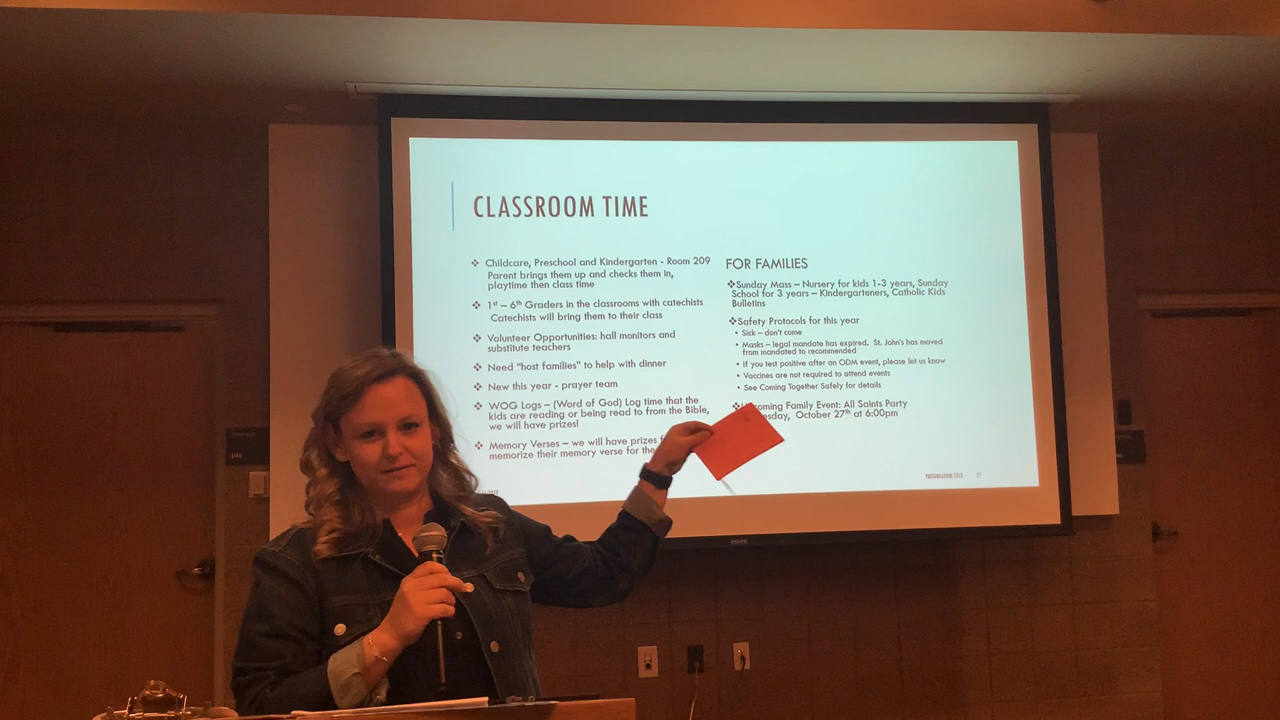 CLASSROOM TIME
❖ Childcare, Preschool and Kindergarten - Room 209
Parent brings them up and checks them in,
playtime then class time
❖ 1st – 6th Graders in the classrooms with catechists
Catechists will bring them to their class
❖ Volunteer Opportunities: hall monitors and
substitute teachers
❖ Need "host families" to help with dinner
❖ New this year - prayer team
❖ WOG Logs – (Word of God) Log time that the
kids are reading or being read to from the Bible,
we will have prizes!
❖ Memory Verses – we will have prizes
memorize their memory verse for the
FOR FAMILIES
❖Sunday Mass – Nursery for kids 1-3 years, Sunday
School for 3 years – Kindergarteners, Catholic Kids
Bulletins
❖Safety Protocols for this year
• Sick – don't come
• Masks – legal mandate has expired. St. John's has moved
from mandated to recommended
• If you test positive after an ODM event, please let us know
• Vaccines are not required to attend events
• See Coming Together Safely for details
Family Event: All Saints Party
October 27th at 6:00pm
PRESENTATION TITLE